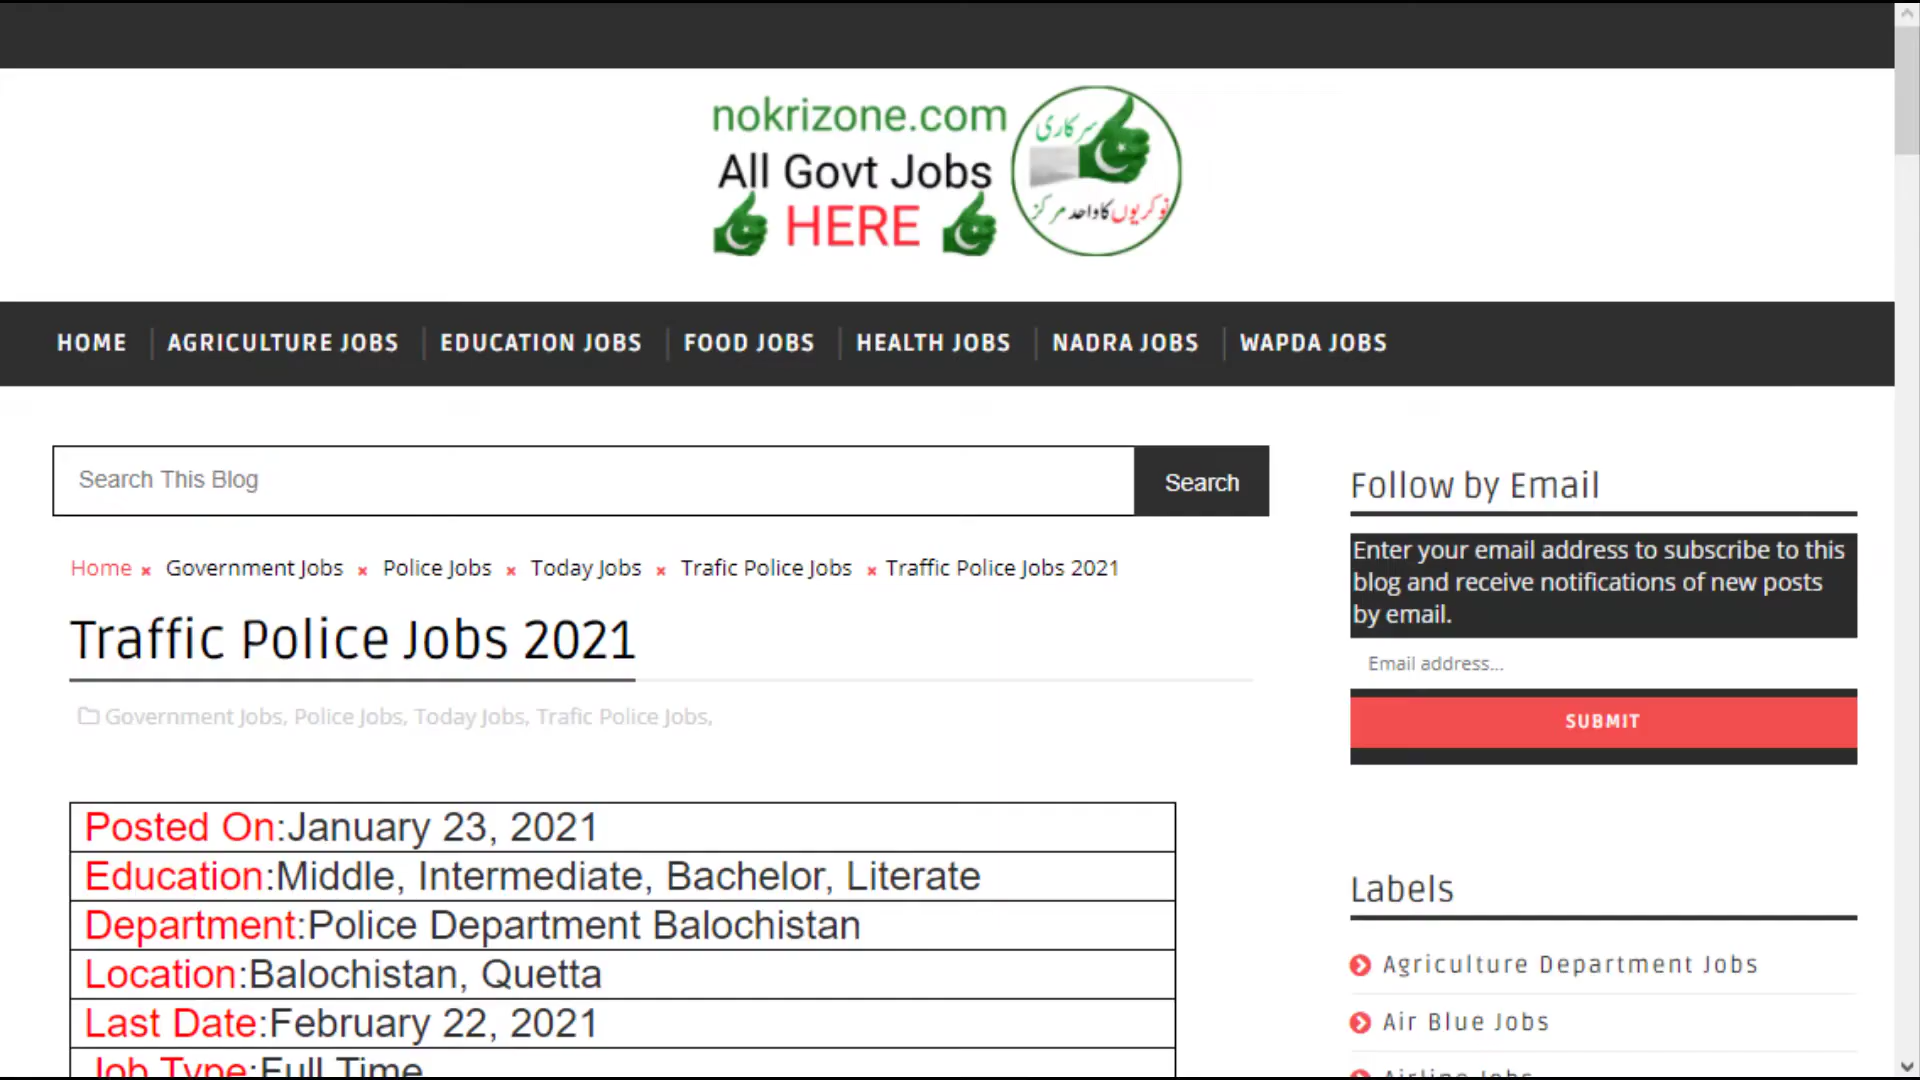 nokrizone.com
All Govt Jobs
HERE
سرکاری
نوکریوں کا واحد مرکز
HOME
AGRICULTURE JOBS
EDUCATION JOBS
FOOD JOBS
HEALTH JOBS
NADRA JOBS
WAPDA JOBS
Search This Blog
Search
Home × Government Jobs × Police Jobs × Today Jobs × Trafic Police Jobs × Traffic Police Jobs 2021
Traffic Police Jobs 2021
Government Jobs, Police Jobs, Today Jobs, Trafic Police Jobs,
Posted On:January 23, 2021
Education:Middle, Intermediate, Bachelor, Literate
Department:Police Department Balochistan
Location:Balochistan, Quetta
Last Date:February 22, 2021
Job Type:Full Time
Follow by Email
Enter your email address to subscribe to this
blog and receive notifications of new posts
by email.
Email address...
SUBMIT
Labels
Agriculture Department Jobs
Air Blue Jobs
Airline Jobs